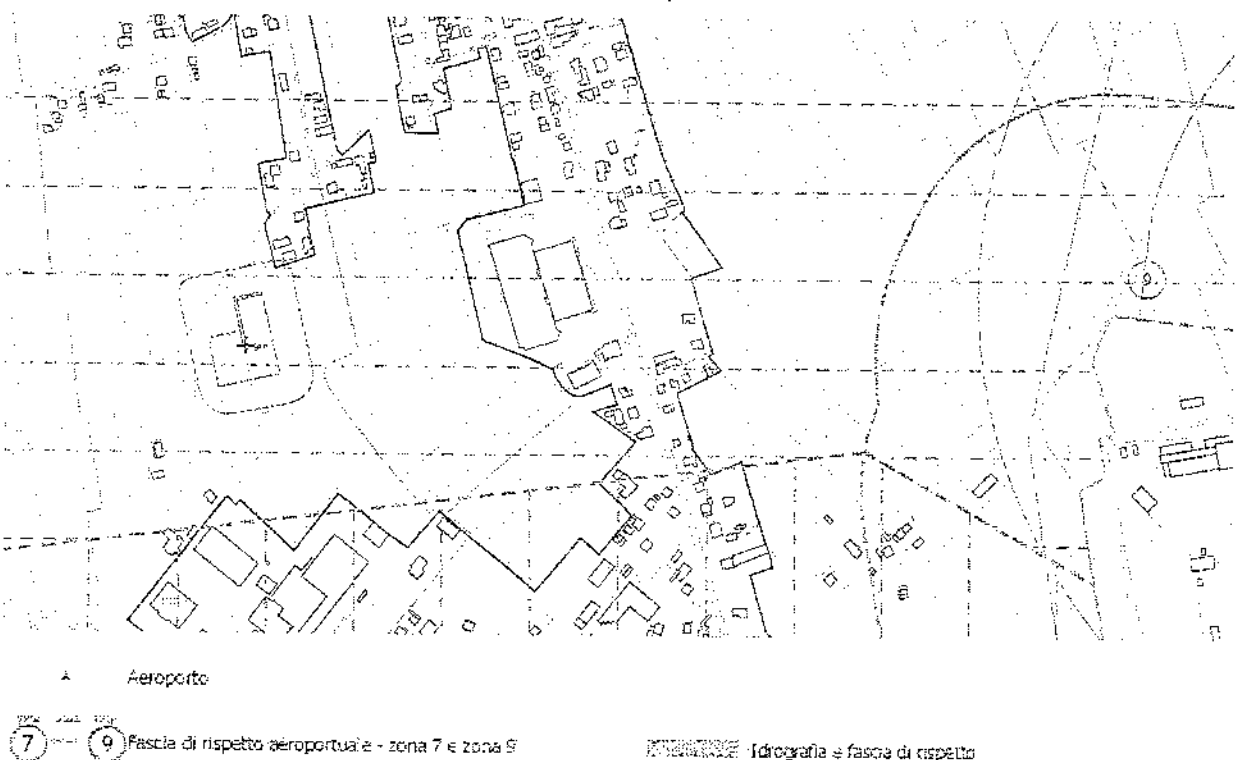 9
Aeroporto
7 9 Fascia di rispetto aeroportuale - zona 7 e zona 9
Idrografia e fascia di rispetto